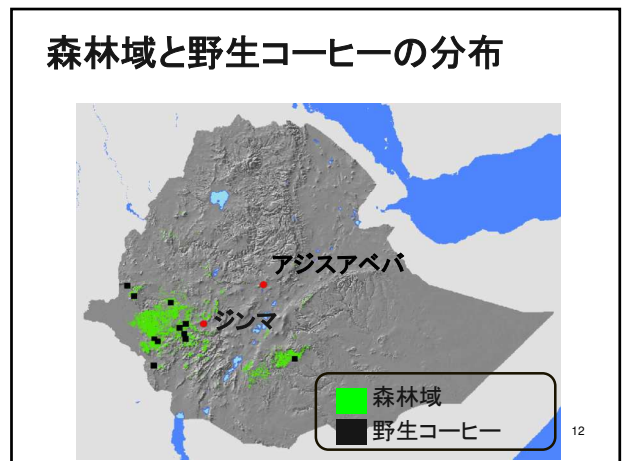 森林域と野生コーヒーの分布
アジスアベバ
ジンマ
森林域
野生コーヒー
12